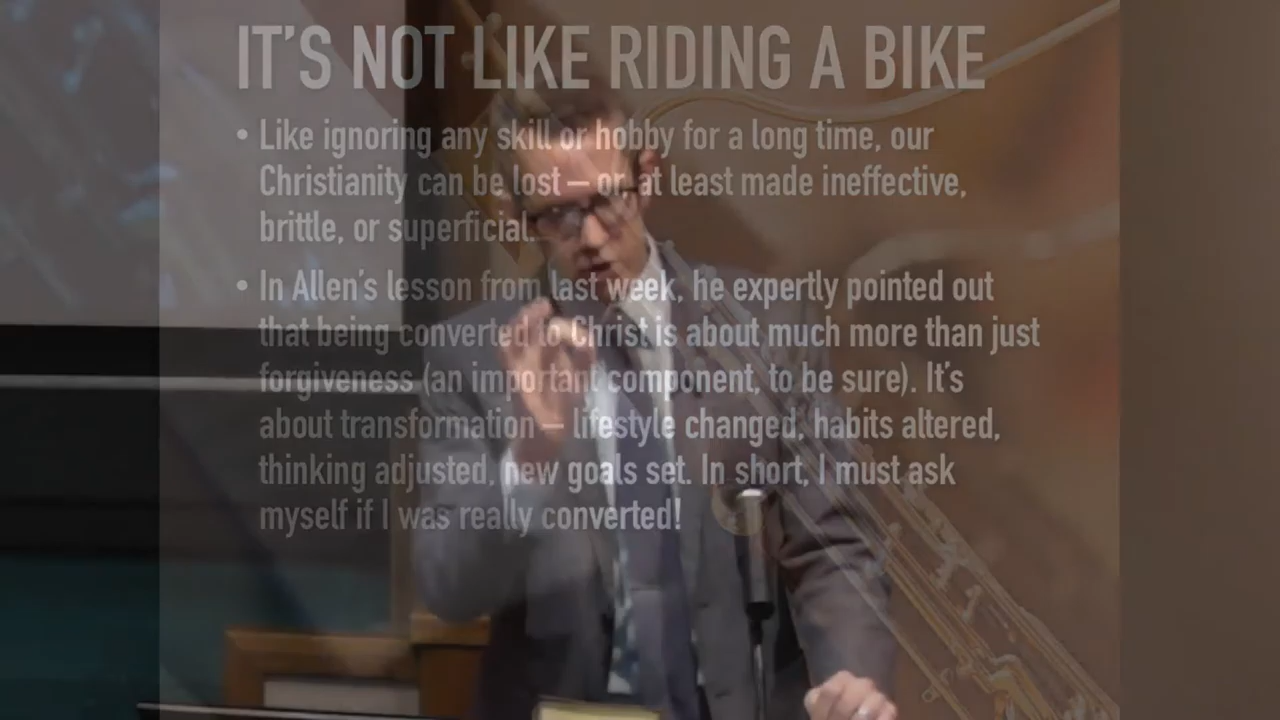 IT'S NOT LIKE RIDING A BIKE
• Like ignoring any skill or hobby for a long time, our
Christianity can be lost – or at least made ineffective,
brittle, or superficial.
• In Allen's lesson from last week, he expertly pointed out
that being converted to Christ is about much more than just
forgiveness (an important component, to be sure). It's
about transformation – lifestyle changed, habits altered,
thinking adjusted, new goals set. In short, I must ask
myself if I was really converted!